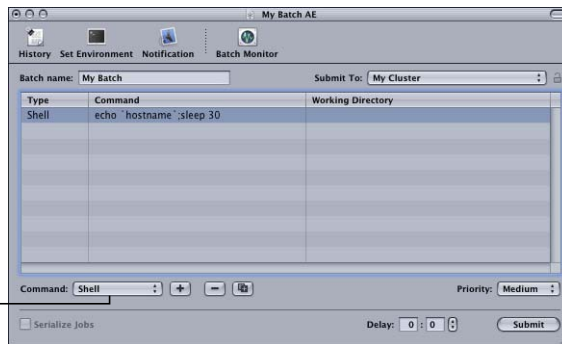 My Batch AE
History Set Environment Notification Batch Monitor
Batch name: My Batch Submit To: My Cluster
Type Command Working Directory
Shell echo `hostname`;sleep 30
Command: Shell Priority: Medium
Serialize Jobs Delay: 0 : 0 Submit